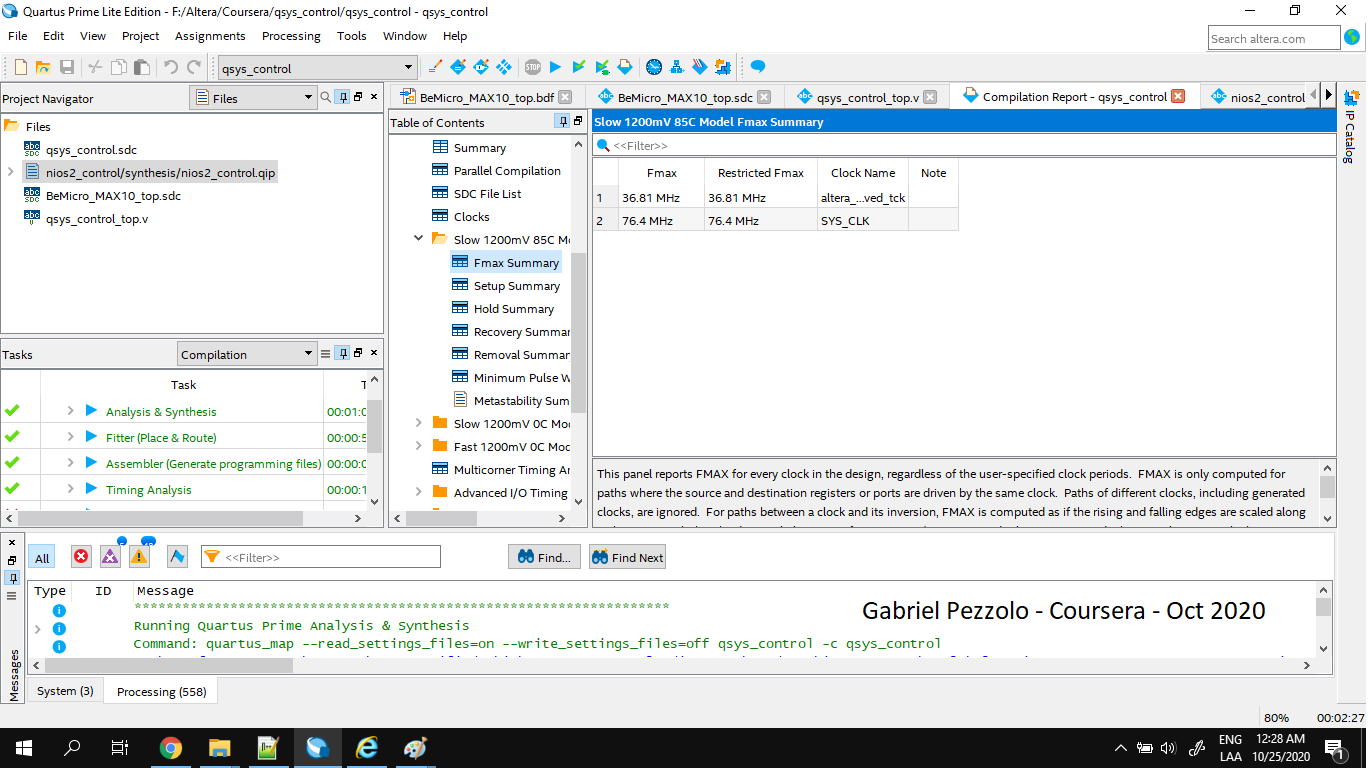 Quartus Prime Lite Edition - F:/Altera/Coursera/qsys_control/qsys_control - qsys_control
File Edit View Project Assignments Processing Tools Window Help
Search altera.com
qsys_control
STOP
Project Navigator Files
Files
qsys_control.sdc
nios2_control/synthesis/nios2_control.qip
BeMicro_MAX10_top.sdc
qsys_control_top.v
BeMicro_MAX10_top.bdf BeMicro_MAX10_top.sdc qsys_control_top.v Compilation Report - qsys_control nios2_control
IP Catalog
Table of Contents
Summary
Parallel Compilation
SDC File List
Clocks
Slow 1200mV 85C Mo
Fmax Summary
Setup Summary
Hold Summary
Recovery Summar
Removal Summar
Minimum Pulse W
Metastability Sum
Slow 1200mV 0C Mod
Fast 1200mV 0C Mod
Multicorner Timing An
Advanced I/O Timing
Slow 1200mV 85C Model Fmax Summary
<<Filter>>
Fmax Restricted Fmax Clock Name Note
1 36.81 MHz 36.81 MHz altera_...ved_tck
2 76.4 MHz 76.4 MHz SYS_CLK
This panel reports FMAX for every clock in the design, regardless of the user-specified clock periods. FMAX is only computed for
paths where the source and destination registers or ports are driven by the same clock. Paths of different clocks, including generated
clocks, are ignored. For paths between a clock and its inversion, FMAX is computed as if the rising and falling edges are scaled along
Tasks Compilation
Task
Analysis & Synthesis 00:01:0
Fitter (Place & Route) 00:00:5
Assembler (Generate programming files) 00:00:0
Timing Analysis 00:00:1
All <<Filter>> Find... Find Next
Type ID Message
*******************************************************************
Running Quartus Prime Analysis & Synthesis
Command: quartus_map --read_settings_files=on --write_settings_files=off qsys_control -c qsys_control
Gabriel Pezzolo - Coursera - Oct 2020
Messages
System (3) Processing (558)
80% 00:02:27
ENG 12:28 AM
LAA 10/25/2020
1